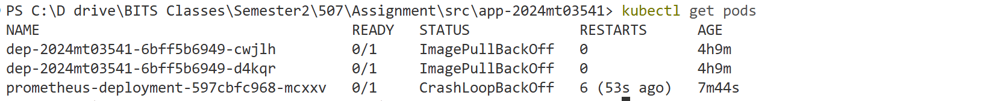 PS C:\D drive\BITS Classes\Semester2\507\Assignment\src\app-2024mt03541> kubectl get pods
NAME READY STATUS RESTARTS AGE
dep-2024mt03541-6bff5b6949-cwjlh 0/1 ImagePullBackOff 0 4h9m
dep-2024mt03541-6bff5b6949-d4kqr 0/1 ImagePullBackOff 0 4h9m
prometheus-deployment-597cbfc968-mcxxv 0/1 CrashLoopBackOff 6 (53s ago) 7m44s